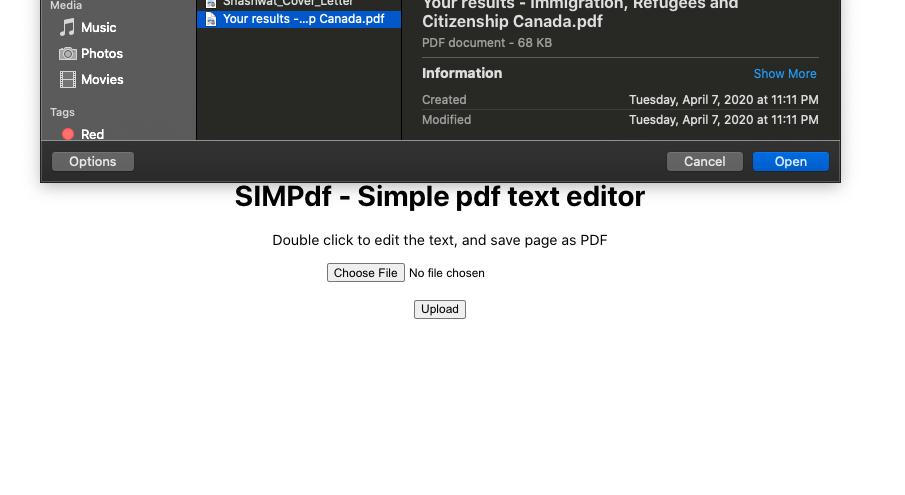 Media
Music
Photos
Movies
Tags
Red
Shashwat_Cover_Letter
Your results -...p Canada.pdf
Your results - Immigration, Refugees and
Citizenship Canada.pdf
PDF document - 68 KB
Information Show More
Created Tuesday, April 7, 2020 at 11:11 PM
Modified Tuesday, April 7, 2020 at 11:11 PM
Options Cancel Open
SIMPdf - Simple pdf text editor
Double click to edit the text, and save page as PDF
Choose File No file chosen
Upload